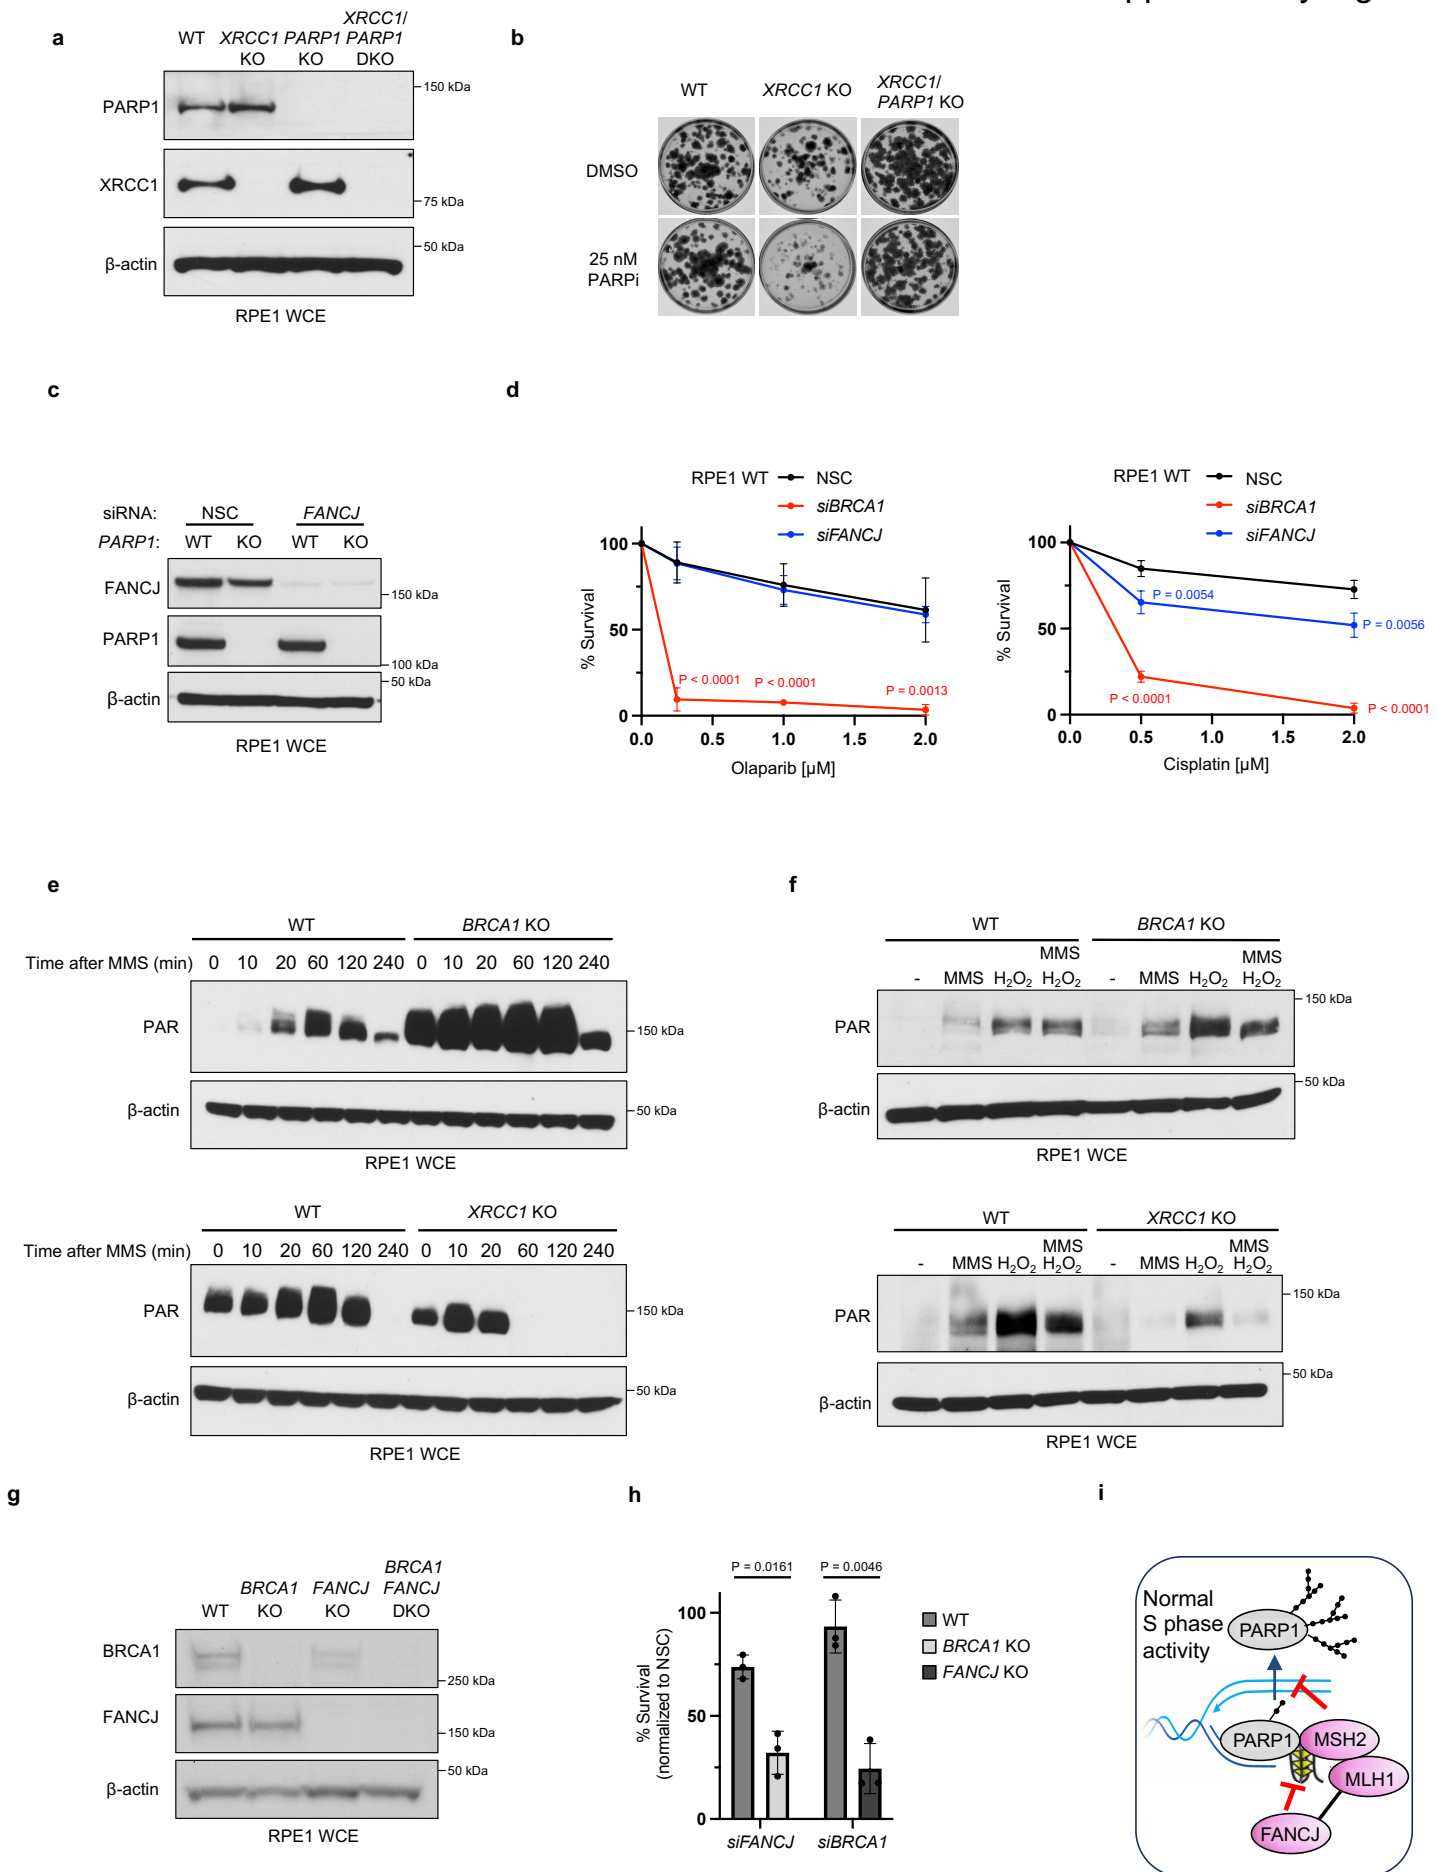 a
WT XRCC1 PARP1 XRCC1/ PARP1
KO KO DKO
PARP1
150 kDa
XRCC1
75 kDa
β-actin
50 kDa
RPE1 WCE
b
WT XRCC1 KO XRCC1/
PARP1 KO
DMSO
25 nM
PARPi
c
siRNA: NSC FANCJ
PARP1: WT KO WT KO
FANCJ
150 kDa
PARP1
100 kDa
50 kDa
β-actin
RPE1 WCE
d
RPE1 WT NSC
siBRCA1
siFANCJ
100
50
0
% Survival
P < 0.0001 P < 0.0001 P = 0.0013
0.0 0.5 1.0 1.5 2.0
Olaparib [µM]
RPE1 WT NSC
siBRCA1
siFANCJ
100
50
0
% Survival
P = 0.0054
P = 0.0056
P < 0.0001
P < 0.0001
0.0 0.5 1.0 1.5 2.0
Cisplatin [µM]
e
WT BRCA1 KO
Time after MMS (min) 0 10 20 60 120 240 0 10 20 60 120 240
PAR
150 kDa
β-actin
50 kDa
RPE1 WCE
WT XRCC1 KO
Time after MMS (min) 0 10 20 60 120 240 0 10 20 60 120 240
PAR
150 kDa
β-actin
50 kDa
RPE1 WCE
f
WT BRCA1 KO
MMS MMS
- MMS H₂O₂ H₂O₂ - MMS H₂O₂ H₂O₂
150 kDa
PAR
50 kDa
β-actin
RPE1 WCE
WT XRCC1 KO
MMS MMS
- MMS H₂O₂ H₂O₂ - MMS H₂O₂ H₂O₂
150 kDa
PAR
50 kDa
β-actin
RPE1 WCE
g
BRCA1
BRCA1 FANCJ FANCJ
WT KO KO DKO
BRCA1
250 kDa
FANCJ
150 kDa
50 kDa
β-actin
RPE1 WCE
h
P = 0.0161 P = 0.0046
100
50
0
% Survival
(normalized to NSC)
WT
BRCA1 KO
FANCJ KO
siFANCJ siBRCA1
i
Normal
S phase
activity
PARP1
PARP1 MSH2
MLH1
FANCJ